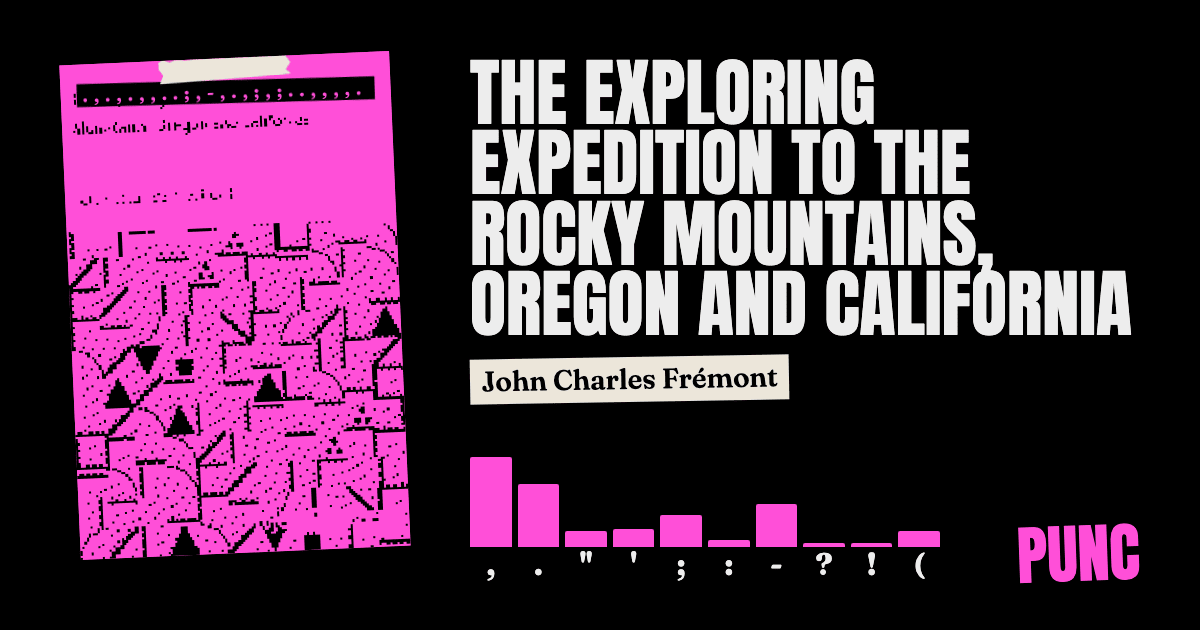 THE EXPLORING
EXPEDITION TO THE
ROCKY MOUNTAINS,
OREGON AND CALIFORNIA
John Charles Frémont
, . " ' ; : - ? ! (
PUNC